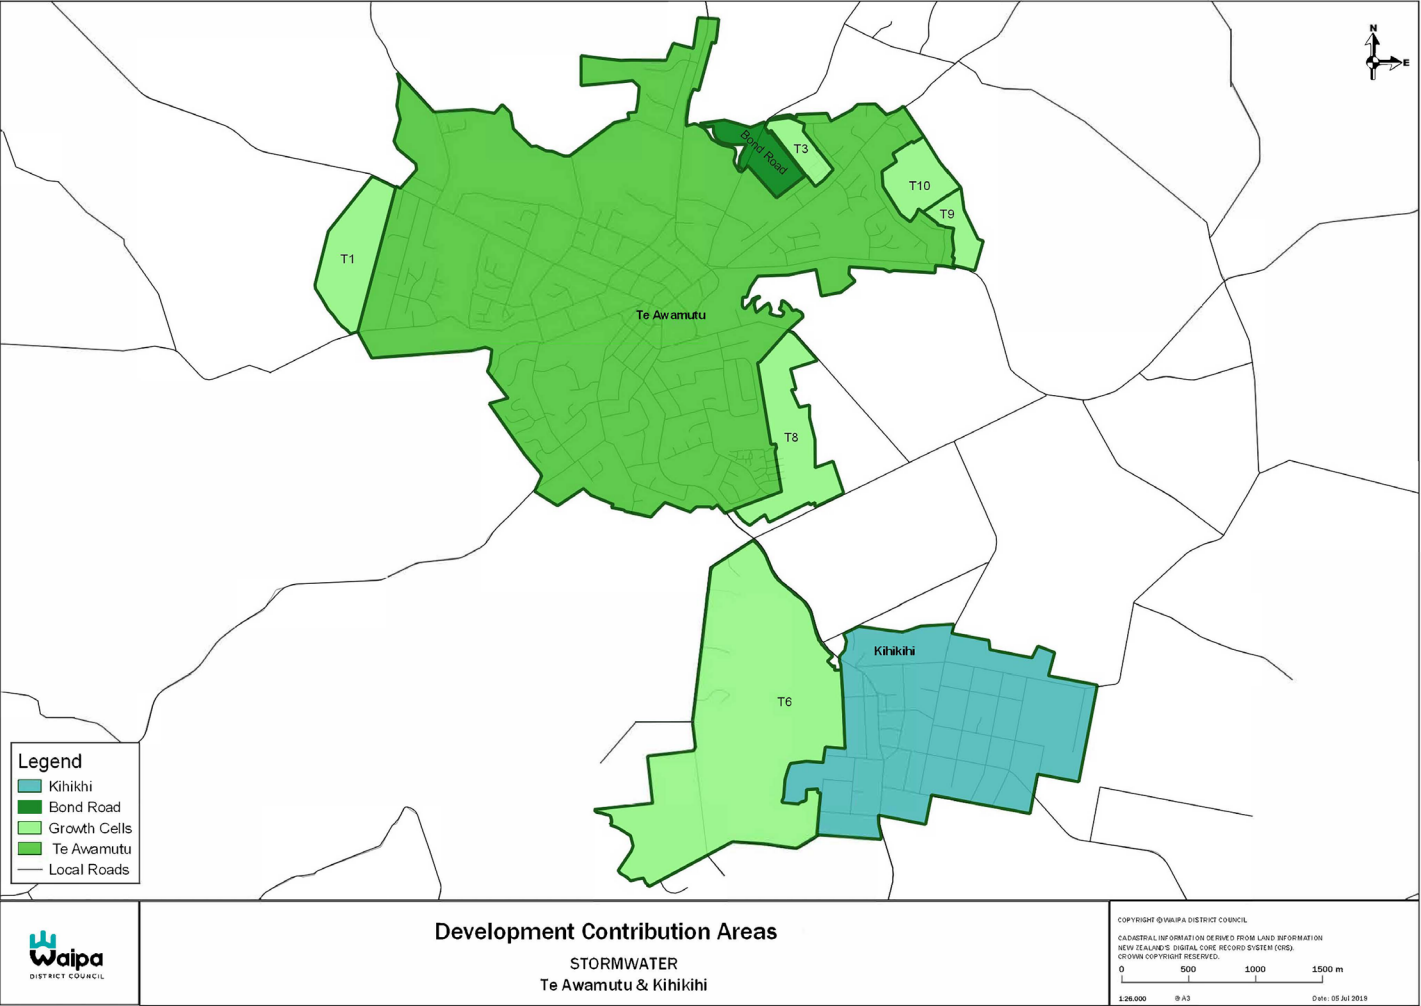 N
E
Bond Road
T3
T10
T9
T1
Te Awamutu
T8
Kihikihi
T6
Legend
Kihikhi
Bond Road
Growth Cells
Te Awamutu
Local Roads
Waipa
DISTRICT COUNCIL
Development Contribution Areas
STORMWATER
Te Awamutu & Kihikihi
COPYRIGHT © WAIPA DISTRICT COUNCIL
CADASTRAL INFORMATION DERIVED FROM LAND INFORMATION
NEW ZEALAND'S DIGITAL CORE RECORD SYSTEM (CRS).
CROWN COPYRIGHT RESERVED.
0 500 1000 1500 m
1:26,000 @ A3 Date: 05 Jul 2019